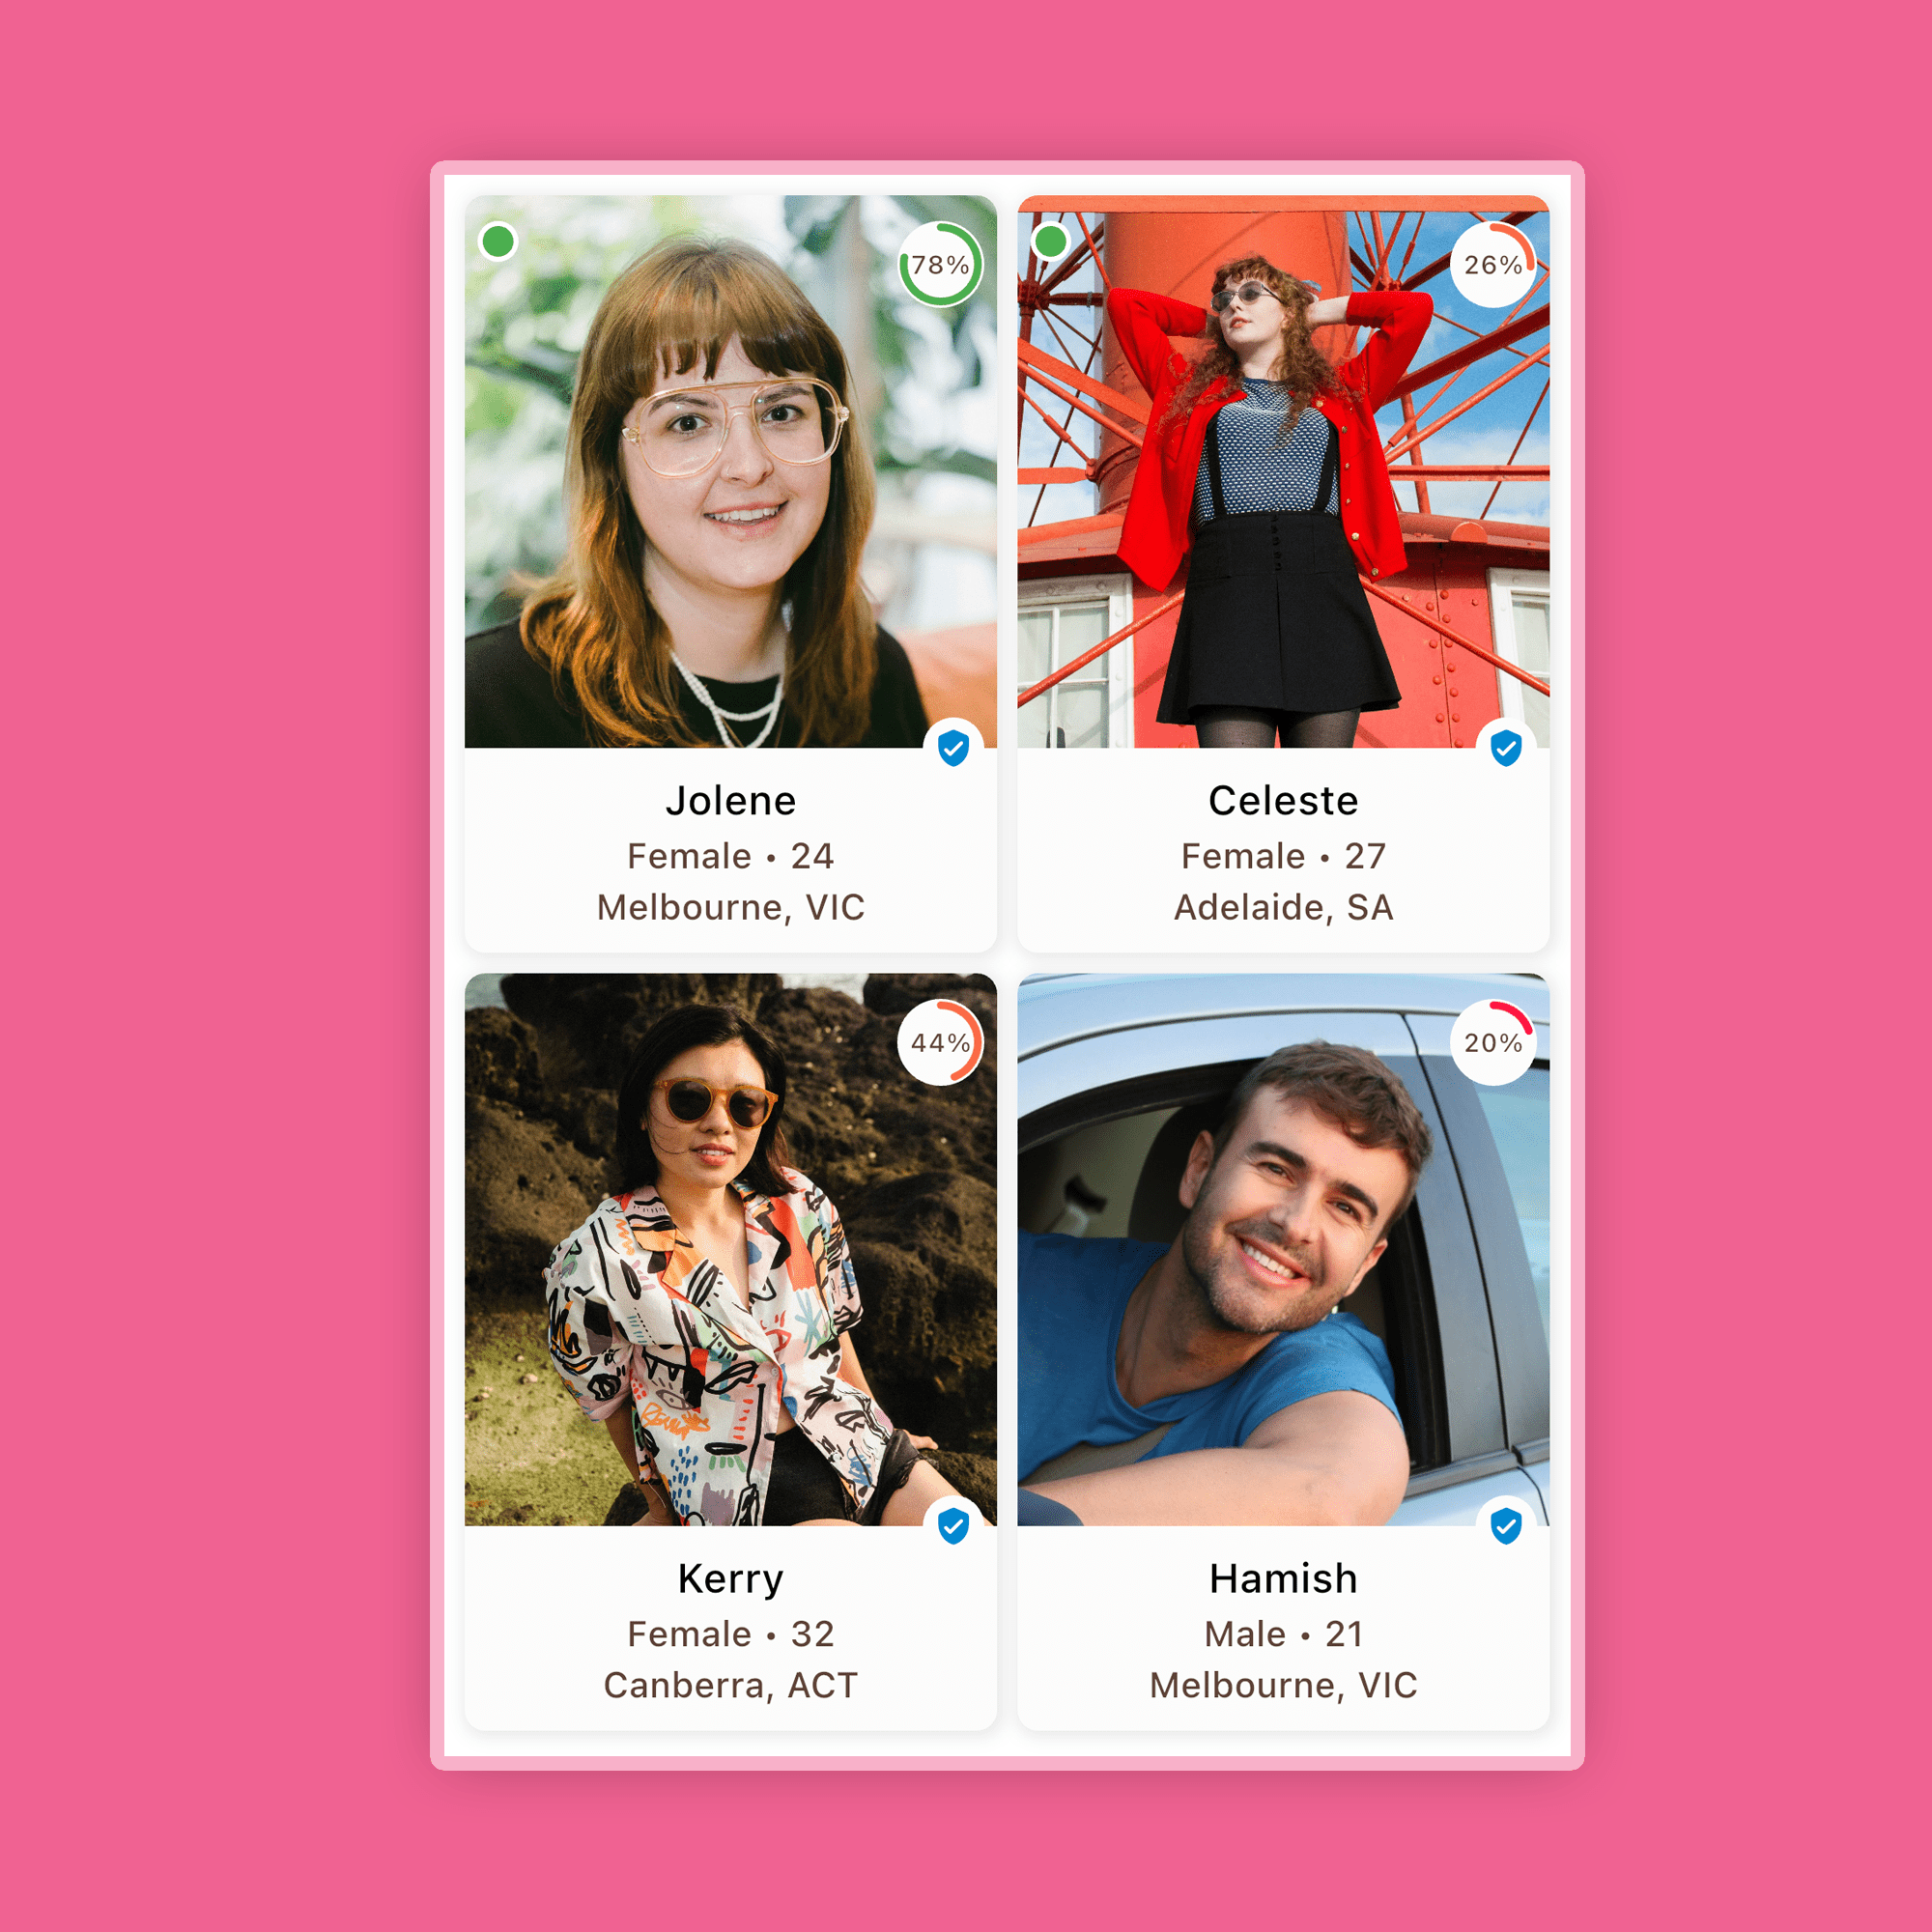 78%
26%
Jolene
Female • 24
Melbourne, VIC
Celeste
Female • 27
Adelaide, SA
44%
20%
Kerry
Female • 32
Canberra, ACT
Hamish
Male • 21
Melbourne, VIC